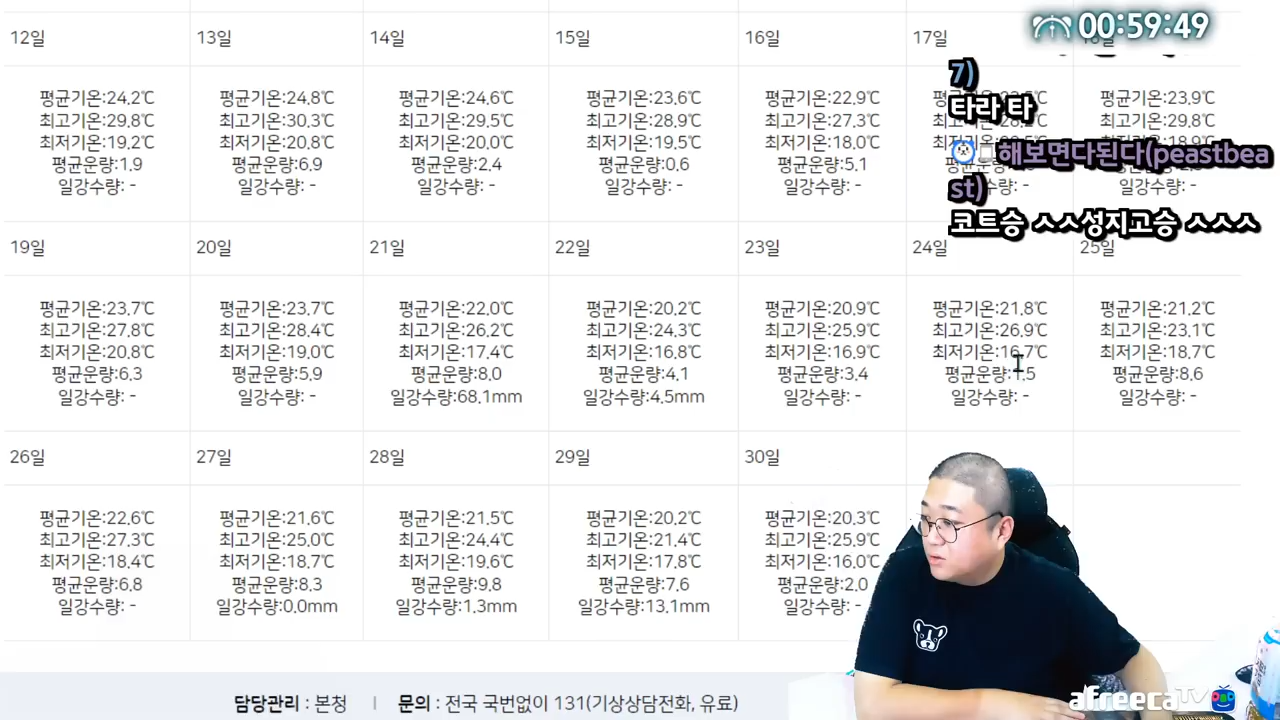 00:59:49
12일
13일
14일
15일
16일
17일
7)
타라 타
해보면다된다(peastbea
st)
코트승 ㅅㅅ성지고승 ㅅㅅㅅ
평균기온:24.2℃
최고기온:29.8℃
최저기온:19.2℃
평균운량:1.9
일강수량: -
평균기온:24.8℃
최고기온:30.3℃
최저기온:20.8℃
평균운량:6.9
일강수량: -
평균기온:24.6℃
최고기온:29.5℃
최저기온:20.0℃
평균운량:2.4
일강수량: -
평균기온:23.6℃
최고기온:28.9℃
최저기온:19.5℃
평균운량:0.6
일강수량: -
평균기온:22.9℃
최고기온:27.3℃
최저기온:18.0℃
평균운량:5.1
일강수량: -
평균기온:23.9℃
최고기온:29.8℃
일강수량: -
19일
20일
21일
22일
23일
24일
25일
평균기온:23.7℃
최고기온:27.8℃
최저기온:20.8℃
평균운량:6.3
일강수량: -
평균기온:23.7℃
최고기온:28.4℃
최저기온:19.0℃
평균운량:5.9
일강수량: -
평균기온:22.0℃
최고기온:26.2℃
최저기온:17.4℃
평균운량:8.0
일강수량:68.1mm
평균기온:20.2℃
최고기온:24.3℃
최저기온:16.8℃
평균운량:4.1
일강수량:4.5mm
평균기온:20.9℃
최고기온:25.9℃
최저기온:16.9℃
평균운량:3.4
일강수량: -
평균기온:21.8℃
최고기온:26.9℃
최저기온:16.7℃
평균운량:1.5
일강수량: -
평균기온:21.2℃
최고기온:23.1℃
최저기온:18.7℃
평균운량:8.6
일강수량: -
26일
27일
28일
29일
30일
평균기온:22.6℃
최고기온:27.3℃
최저기온:18.4℃
평균운량:6.8
일강수량: -
평균기온:21.6℃
최고기온:25.0℃
최저기온:18.7℃
평균운량:8.3
일강수량:0.0mm
평균기온:21.5℃
최고기온:24.4℃
최저기온:19.6℃
평균운량:9.8
일강수량:1.3mm
평균기온:20.2℃
최고기온:21.4℃
최저기온:17.8℃
평균운량:7.6
일강수량:13.1mm
평균기온:20.3℃
최고기온:25.9℃
최저기온:16.0℃
평균운량:2.0
일강수량: -
담당관리 : 본청 | 문의 : 전국 국번없이 131(기상상담전화, 유료)
afreecaTV